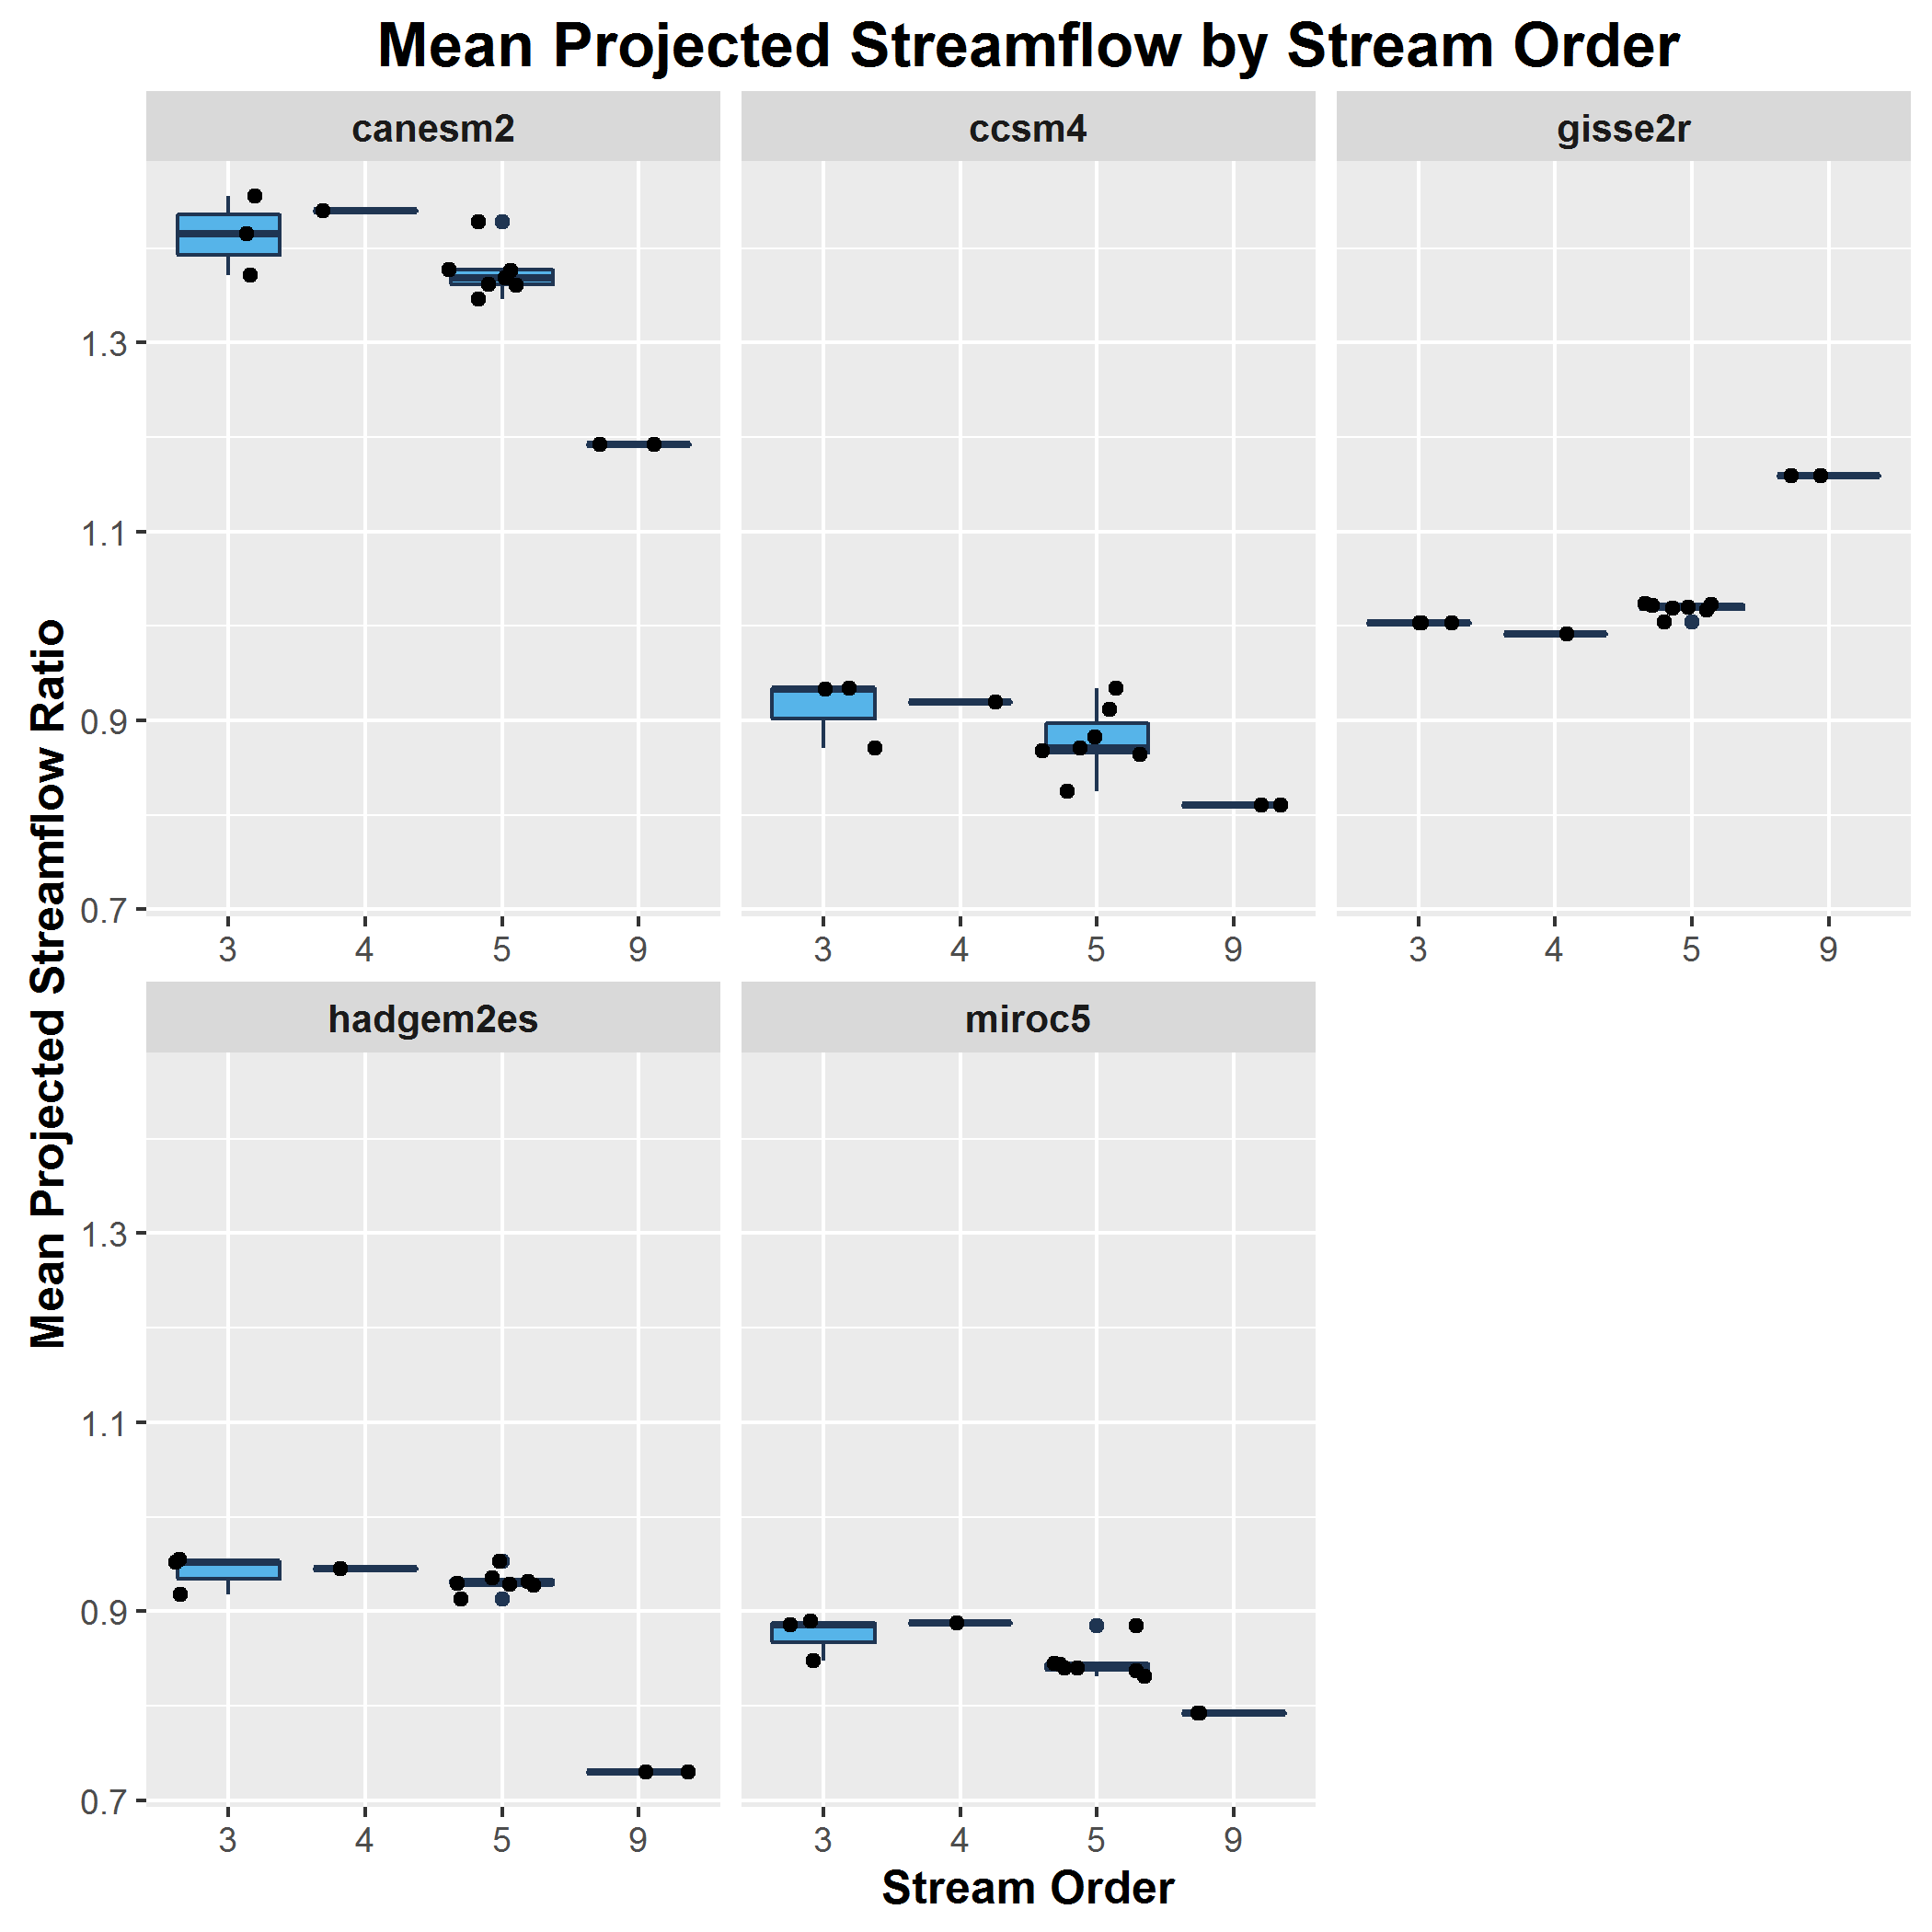 Mean Projected Streamflow by Stream Order
canesm2 ccsm4 gisse2r
Mean Projected Streamflow Ratio
1.3
1.1
0.9
0.7
3 4 5 9 3 4 5 9 3 4 5 9
hadgem2es miroc5
1.3
1.1
0.9
0.7
3 4 5 9 3 4 5 9
Stream Order